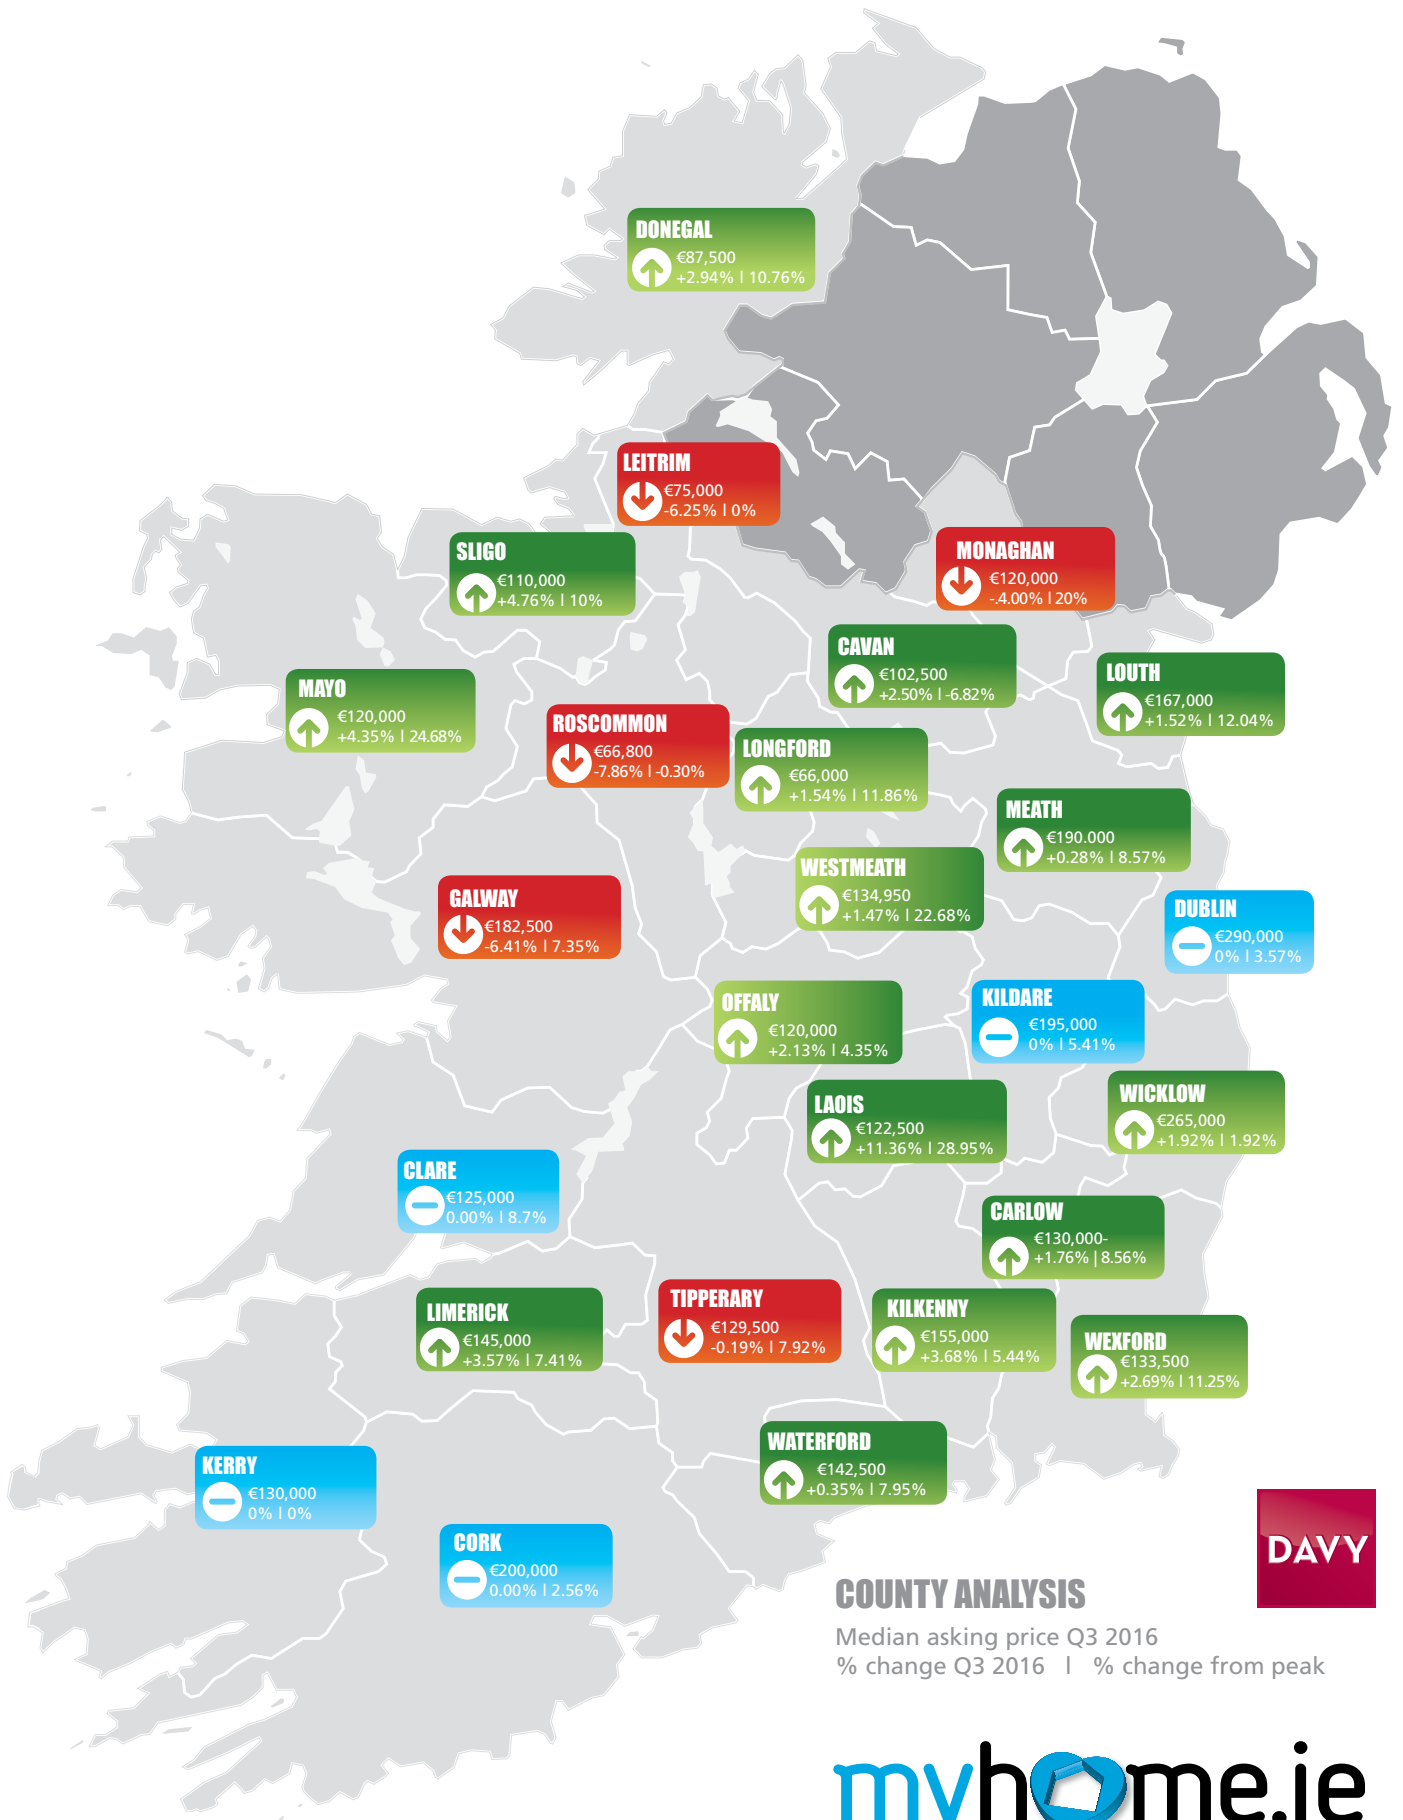 DONEGAL
€87,500
+2.94% | 10.76%
LEITRIM
€75,000
-6.25% | 0%
SLIGO
€110,000
+4.76% | 10%
MONAGHAN
€120,000
-.4.00% | 20%
CAVAN
€102,500
+2.50% | -6.82%
LOUTH
€167,000
+1.52% | 12.04%
MAYO
€120,000
+4.35% | 24.68%
ROSCOMMON
€66,800
-7.86% | -0.30%
LONGFORD
€66,000
+1.54% | 11.86%
MEATH
€190.000
+0.28% | 8.57%
WESTMEATH
€134,950
+1.47% | 22.68%
GALWAY
€182,500
-6.41% | 7.35%
DUBLIN
€290,000
0% | 3.57%
OFFALY
€120,000
+2.13% | 4.35%
KILDARE
€195,000
0% | 5.41%
LAOIS
€122,500
+11.36% | 28.95%
WICKLOW
€265,000
+1.92% | 1.92%
CLARE
€125,000
0.00% | 8.7%
CARLOW
€130,000-
+1.76% | 8.56%
LIMERICK
€145,000
+3.57% | 7.41%
TIPPERARY
€129,500
-0.19% | 7.92%
KILKENNY
€155,000
+3.68% | 5.44%
WEXFORD
€133,500
+2.69% | 11.25%
WATERFORD
€142,500
+0.35% | 7.95%
KERRY
€130,000
0% | 0%
CORK
€200,000
0.00% | 2.56%
DAVY
COUNTY ANALYSIS
Median asking price Q3 2016
% change Q3 2016 | % change from peak
myhome.ie